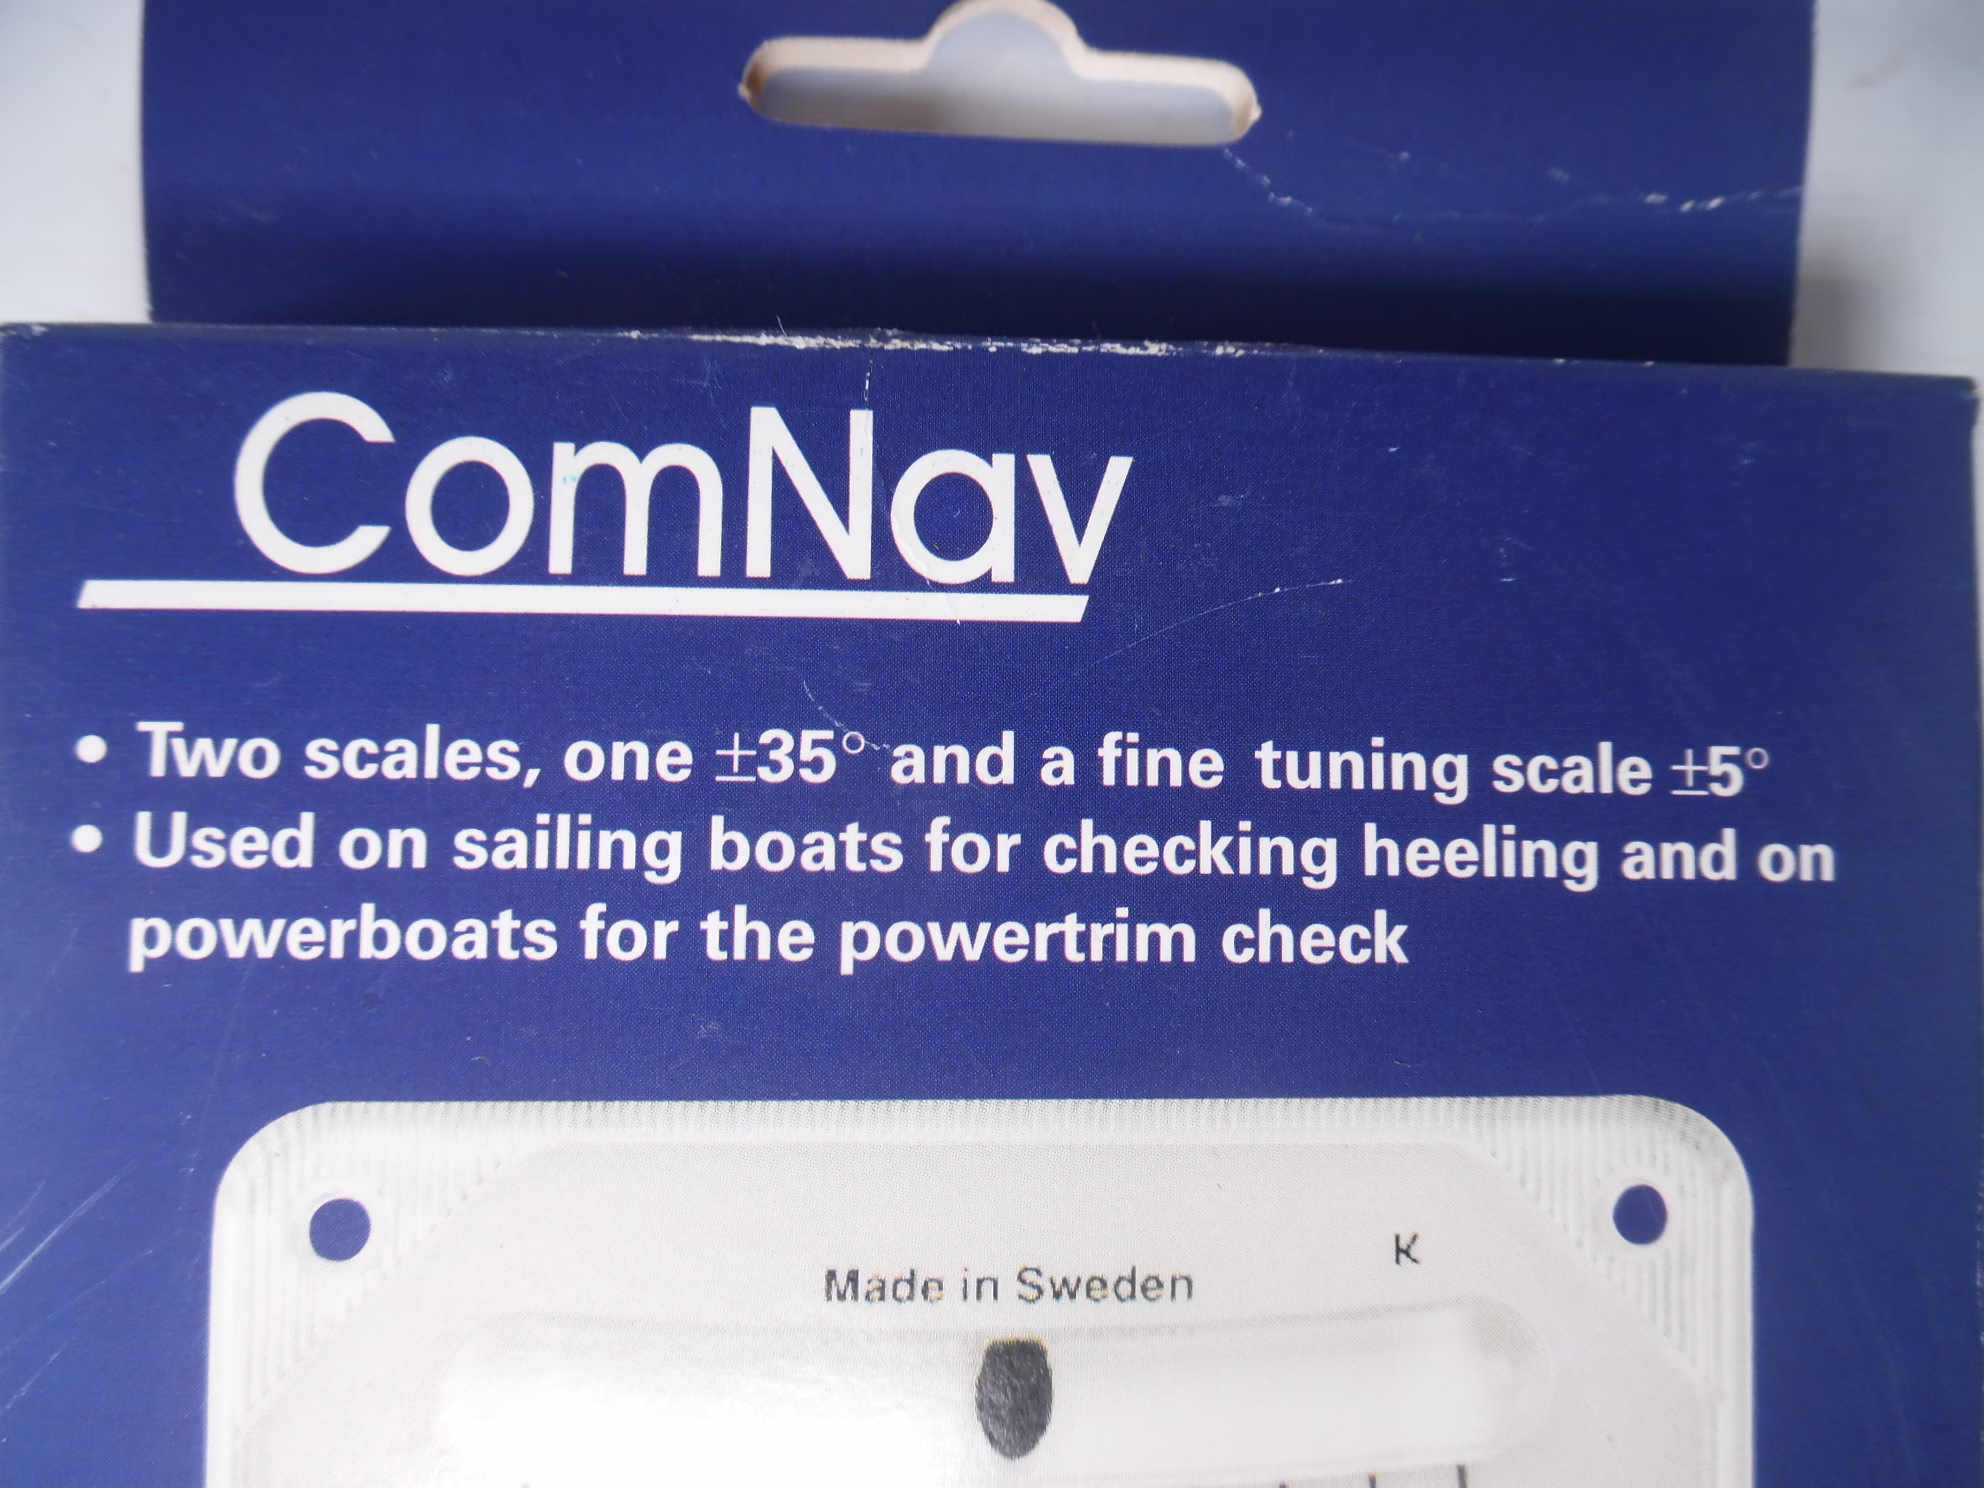 ComNav
• Two scales, one ±35° and a fine tuning scale ±5°
• Used on sailing boats for checking heeling and on
powerboats for the powertrim check
K
Made in Sweden